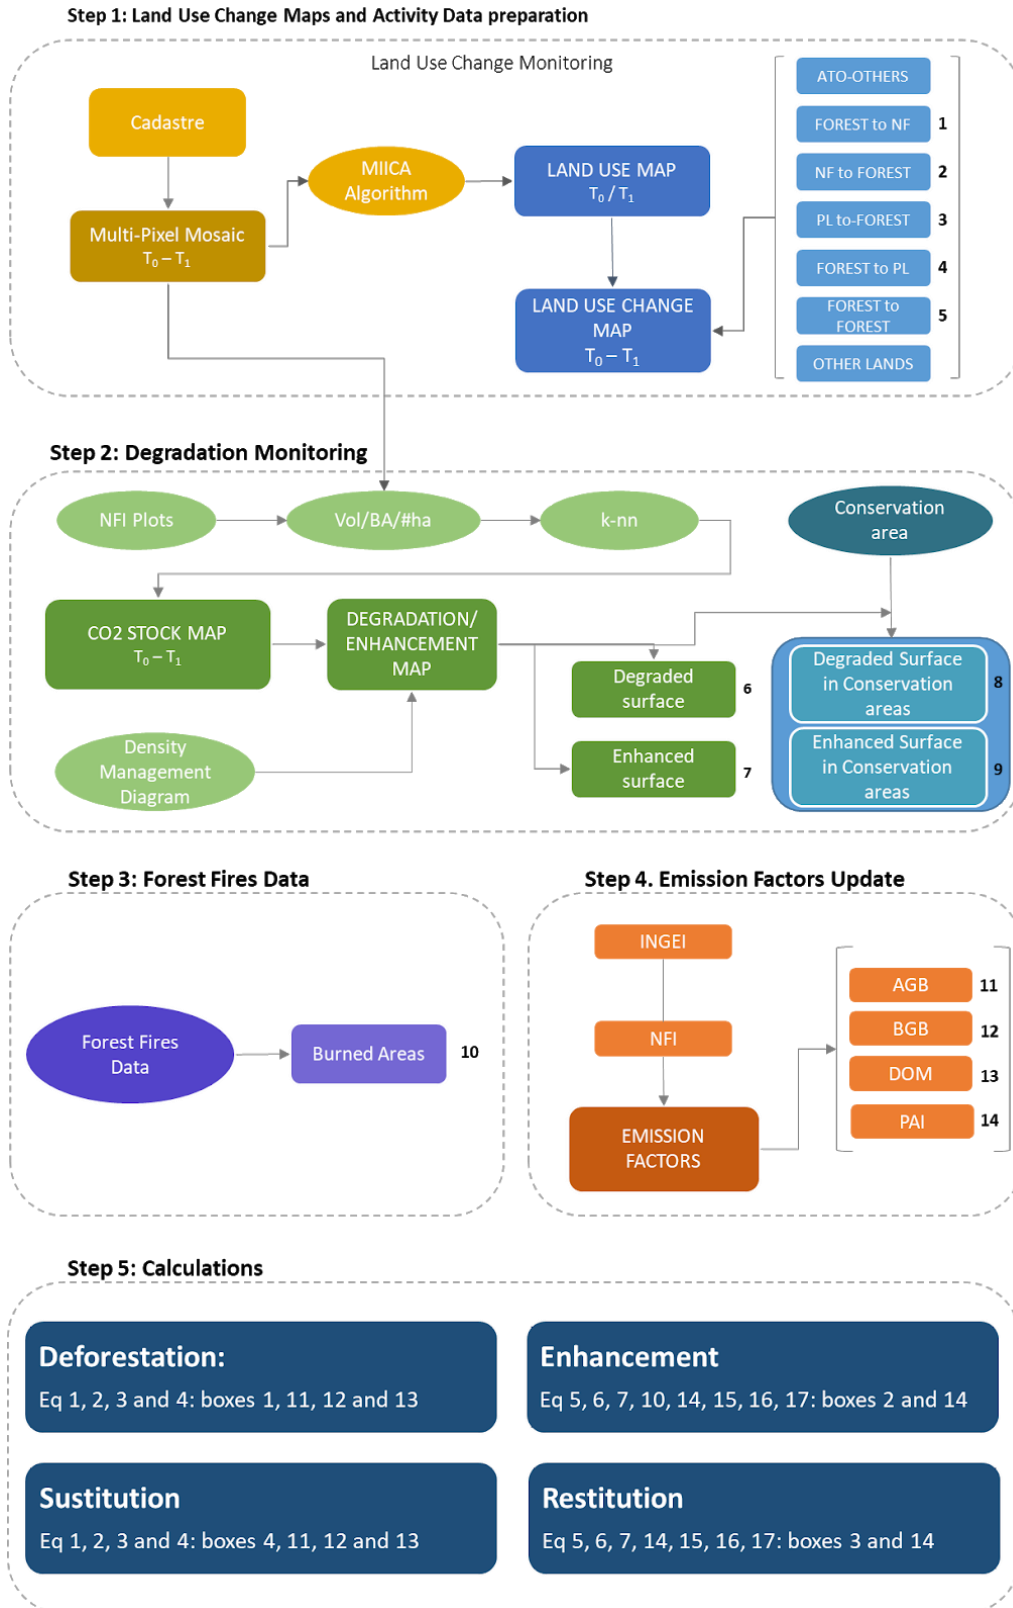 Step 1: Land Use Change Maps and Activity Data preparation
Land Use Change Monitoring
Cadastre
Multi-Pixel Mosaic
T0 – T1
MIICA
Algorithm
LAND USE MAP
T0 / T1
LAND USE CHANGE
MAP
T0 – T1
ATO-OTHERS
FOREST to NF
1
NF to FOREST
2
PL to-FOREST
3
FOREST to PL
4
FOREST to
FOREST
5
OTHER LANDS
Step 2: Degradation Monitoring
NFI Plots
Vol/BA/#ha
k-nn
Conservation
area
CO2 STOCK MAP
T0 – T1
DEGRADATION/
ENHANCEMENT
MAP
Density
Management
Diagram
Degraded
surface
6
Enhanced
surface
7
Degraded Surface
in Conservation
areas
8
Enhanced Surface
in Conservation
areas
9
Step 3: Forest Fires Data
Forest Fires
Data
Burned Areas
10
Step 4. Emission Factors Update
INGEI
NFI
EMISSION
FACTORS
AGB
11
BGB
12
DOM
13
PAI
14
Step 5: Calculations
Deforestation:
Eq 1, 2, 3 and 4: boxes 1, 11, 12 and 13
Enhancement
Eq 5, 6, 7, 10, 14, 15, 16, 17: boxes 2 and 14
Sustitution
Eq 1, 2, 3 and 4: boxes 4, 11, 12 and 13
Restitution
Eq 5, 6, 7, 14, 15, 16, 17: boxes 3 and 14